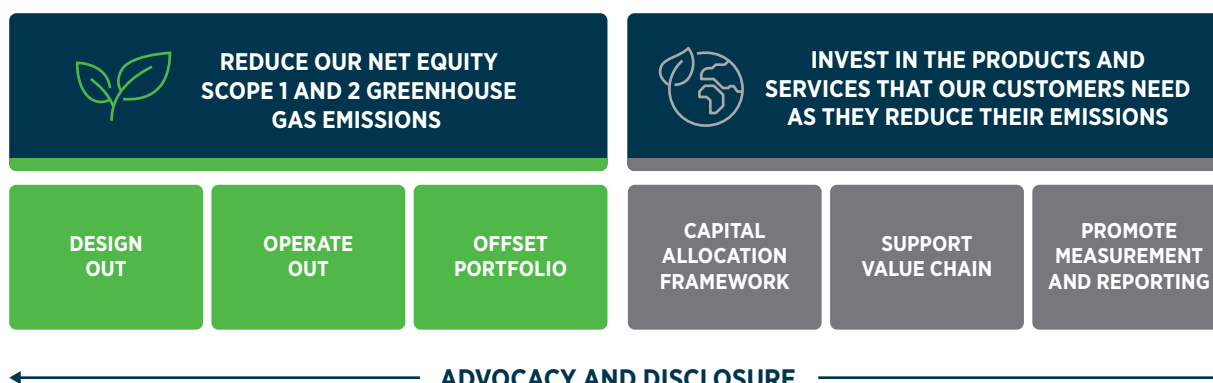 REDUCE OUR NET EQUITY
SCOPE 1 AND 2 GREENHOUSE
GAS EMISSIONS
INVEST IN THE PRODUCTS AND
SERVICES THAT OUR CUSTOMERS NEED
AS THEY REDUCE THEIR EMISSIONS
DESIGN
OUT
OPERATE
OUT
OFFSET
PORTFOLIO
CAPITAL
ALLOCATION
FRAMEWORK
SUPPORT
VALUE CHAIN
PROMOTE
MEASUREMENT
AND REPORTING
ADVOCACY AND DISCLOSURE